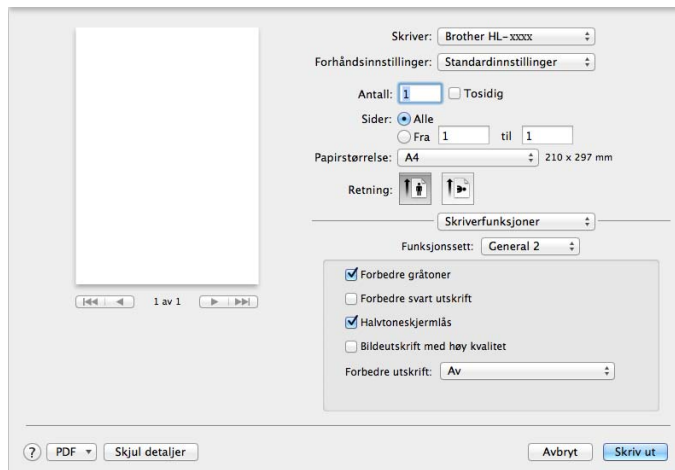 Skriver: Brother HL-xxxx
Forhåndsinnstillinger: Standardinnstillinger
Antall: 1 Tosidig
Sider: Alle
Fra 1 til 1
Papirstørrelse: A4 210 x 297 mm
Retning:
Skriverfunksjoner
Funksjonssett: General 2
Forbedre gråtoner
Forbedre svart utskrift
Halvtoneskjermlås
Bildeutskrift med høy kvalitet
Forbedre utskrift: Av
1 av 1
? PDF Skjul detaljer Avbryt Skriv ut